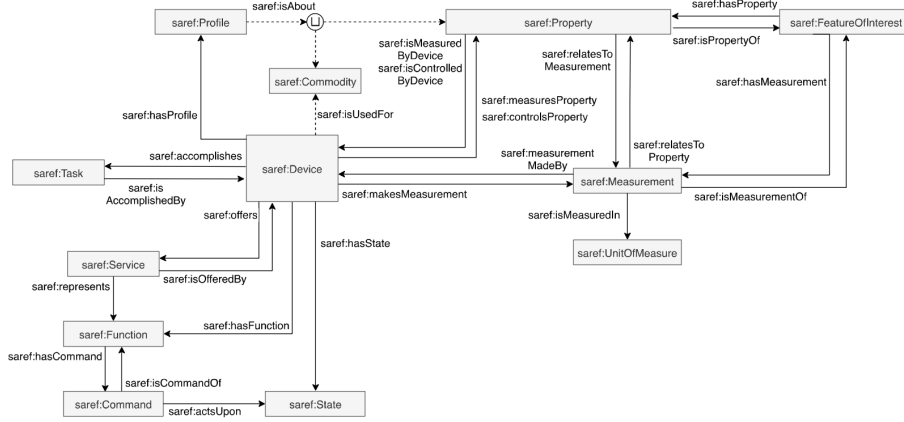 saref:isAbout
saref:hasProperty
saref:Profile
saref:Property
saref:FeatureOfInterest
saref:isMeasured
ByDevice
saref:isControlled
ByDevice
saref:relatesTo
Measurement
saref:isPropertyOf
saref:Commodity
saref:hasMeasurement
saref:hasProfile
saref:isUsedFor
saref:measuresProperty
saref:controlsProperty
saref:accomplishes
saref:Device
saref:measurement
MadeBy
saref:relatesTo
Property
saref:Task
saref:is
AccomplishedBy
saref:makesMeasurement
saref:Measurement
saref:isMeasurementOf
saref:offers
saref:isMeasuredIn
saref:hasState
saref:UnitOfMeasure
saref:Service
saref:isOfferedBy
saref:represents
saref:Function
saref:hasFunction
saref:hasCommand
saref:isCommandOf
saref:Command
saref:actsUpon
saref:State